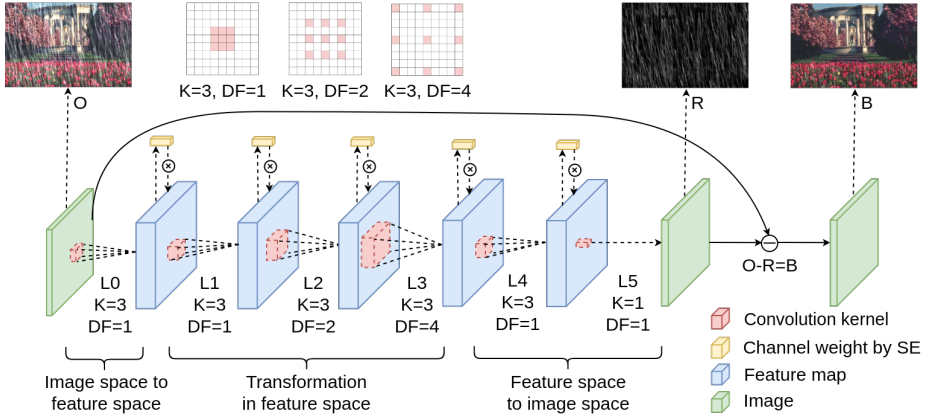 K=3, DF=1
K=3, DF=2
K=3, DF=4
O
R
B
L0
K=3
DF=1
L1
K=3
DF=1
L2
K=3
DF=2
L3
K=3
DF=4
L4
K=3
DF=1
L5
K=1
DF=1
O-R=B
Convolution kernel
Channel weight by SE
Feature map
Image
Image space to
feature space
Transformation
in feature space
Feature space
to image space